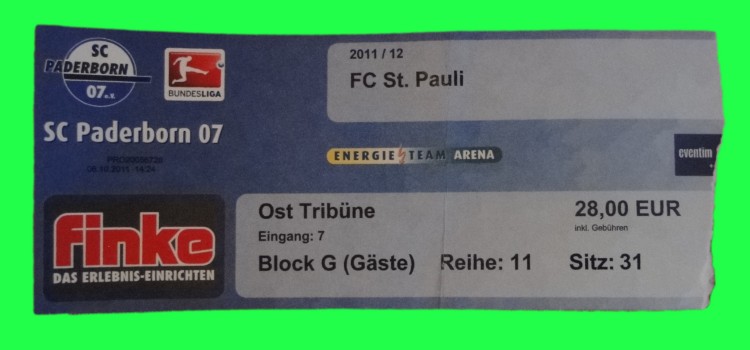 SC
PADERBORN
07 e.V.
BUNDESLIGA
SC Paderborn 07
2011 / 12
FC St. Pauli
ENERGIE TEAM ARENA
eventim
finke
DAS ERLEBNIS-EINRICHTEN
Ost Tribüne
28,00 EUR
inkl. Gebühren
Eingang: 7
Block G (Gäste) Reihe: 11 Sitz: 31